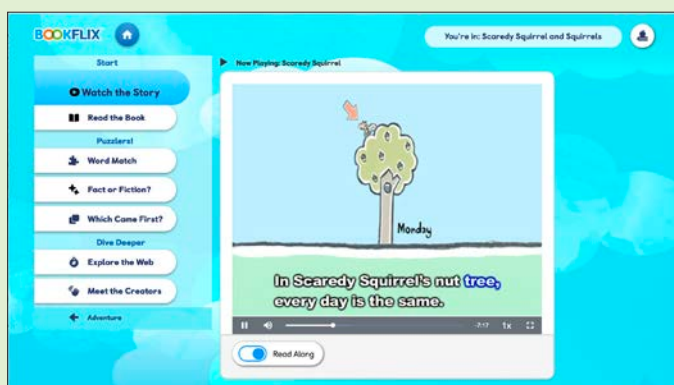 BOOKFLIX
You're in: Scaredy Squirrel and Squirrels
Start
Watch the Story
Read the Book
Puzzlers!
Word Match
Fact or Fiction?
Which Came First?
Dive Deeper
Explore the Web
Meet the Creators
Adventure
Now Playing: Scaredy Squirrel
Monday
In Scaredy Squirrel's nut tree,
every day is the same.
-7:17 1x
Read Along